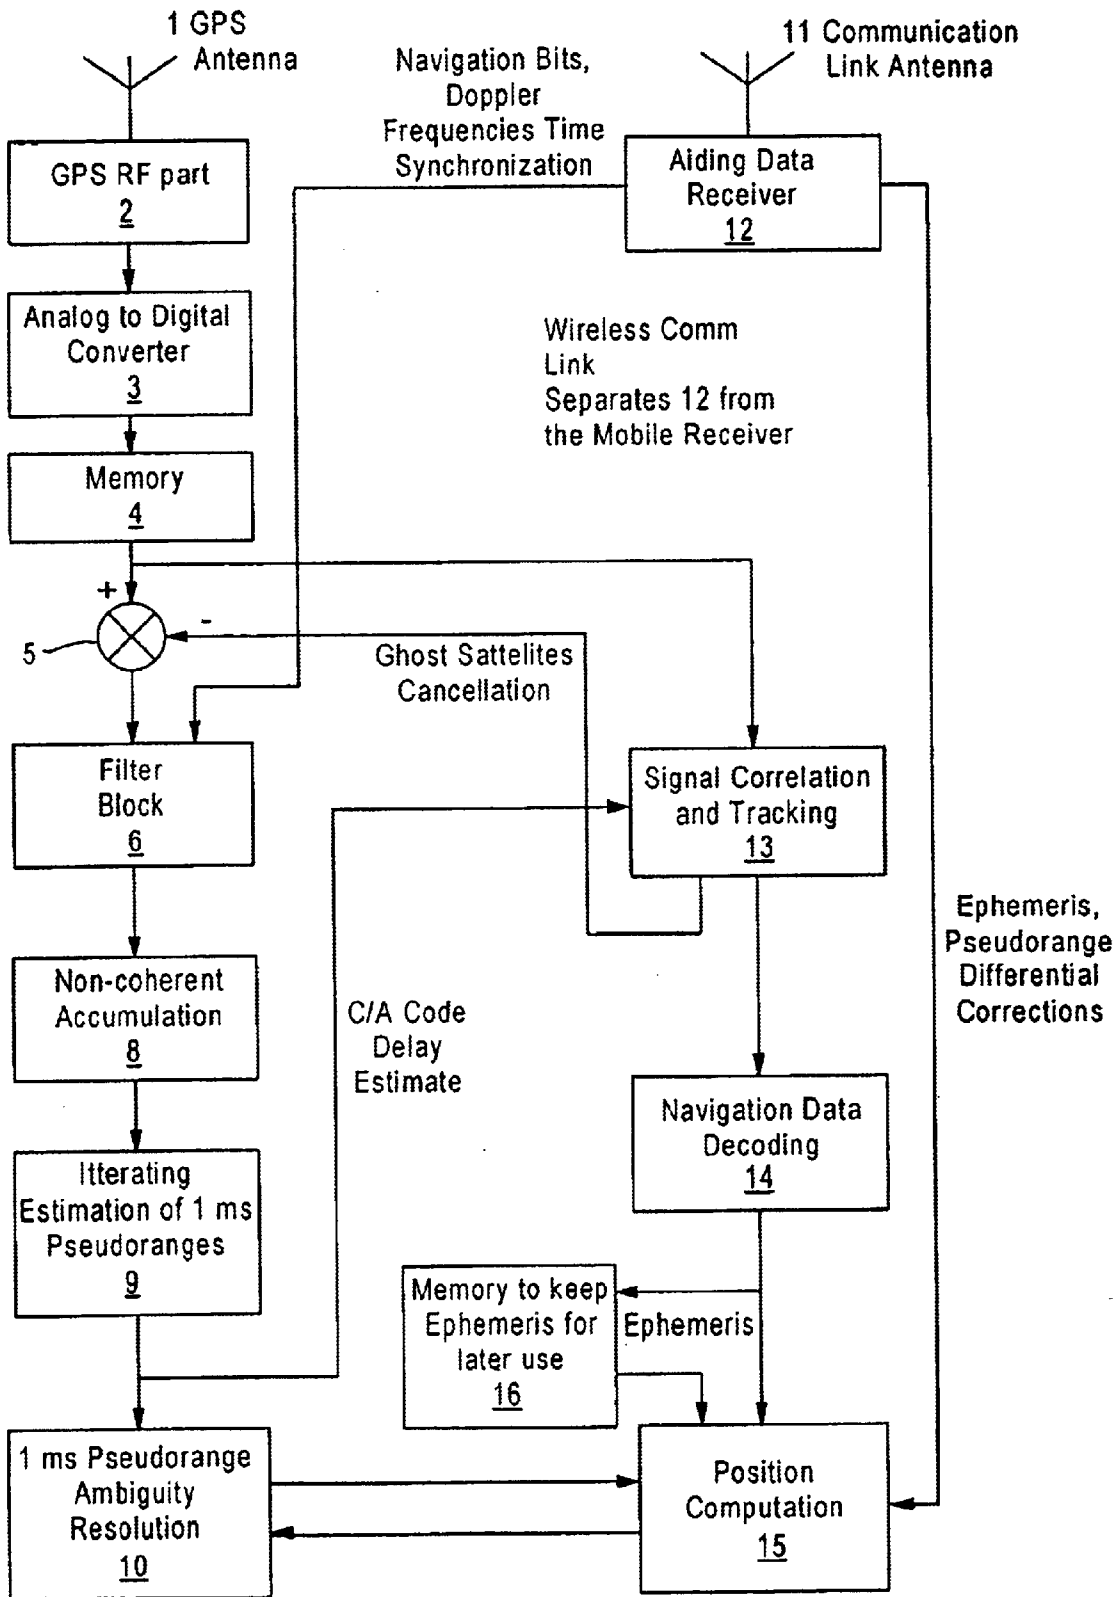 1 GPS
Antenna
11 Communication
Link Antenna
Navigation Bits,
Doppler
Frequencies Time
Synchronization
GPS RF part
2
Aiding Data
Receiver
12
Analog to Digital
Converter
3
Wireless Comm
Link
Separates 12 from
the Mobile Receiver
Memory
4
+
-
5
Ghost Sattelites
Cancellation
Filter
Block
6
Signal Correlation
and Tracking
13
Ephemeris,
Pseudorange
Differential
Corrections
Non-coherent
Accumulation
8
C/A Code
Delay
Estimate
Navigation Data
Decoding
14
Itterating
Estimation of 1 ms
Pseudoranges
9
Memory to keep
Ephemeris for
later use
16
Ephemeris
1 ms Pseudorange
Ambiguity
Resolution
10
Position
Computation
15